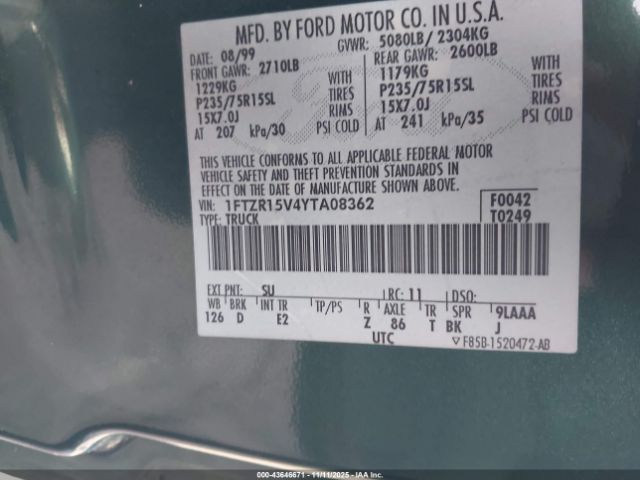 MFD. BY FORD MOTOR CO. IN U.S.A.
DATE: 08/99 GVWR: 5080LB/ 2304KG
FRONT GAWR: 2710LB REAR GAWR: 2600LB
1229KG WITH 1179KG WITH
P235/75R15SL TIRES P235/75R15SL TIRES
15X7.0J RIMS 15X7.0J RIMS
AT 207 kPa/30 PSI COLD AT 241 kPa/35 PSI COLD
THIS VEHICLE CONFORMS TO ALL APPLICABLE FEDERAL MOTOR
VEHICLE SAFETY AND THEFT PREVENTION STANDARDS IN
EFFECT ON THE DATE OF MANUFACTURE SHOWN ABOVE.
VIN: 1FTZR15V4YTA08362 F0042
TYPE: TRUCK T0249
EXT PNT: SU RC: 11 DSO:
WB BRK INT TR TP/PS R AXLE TR SPR 9LAAA
126 D E2 Z 86 T BK J
UTC F85B-1520472-AB
000-43646671 - 11/11/2025 - Copyright IAA, LLC.